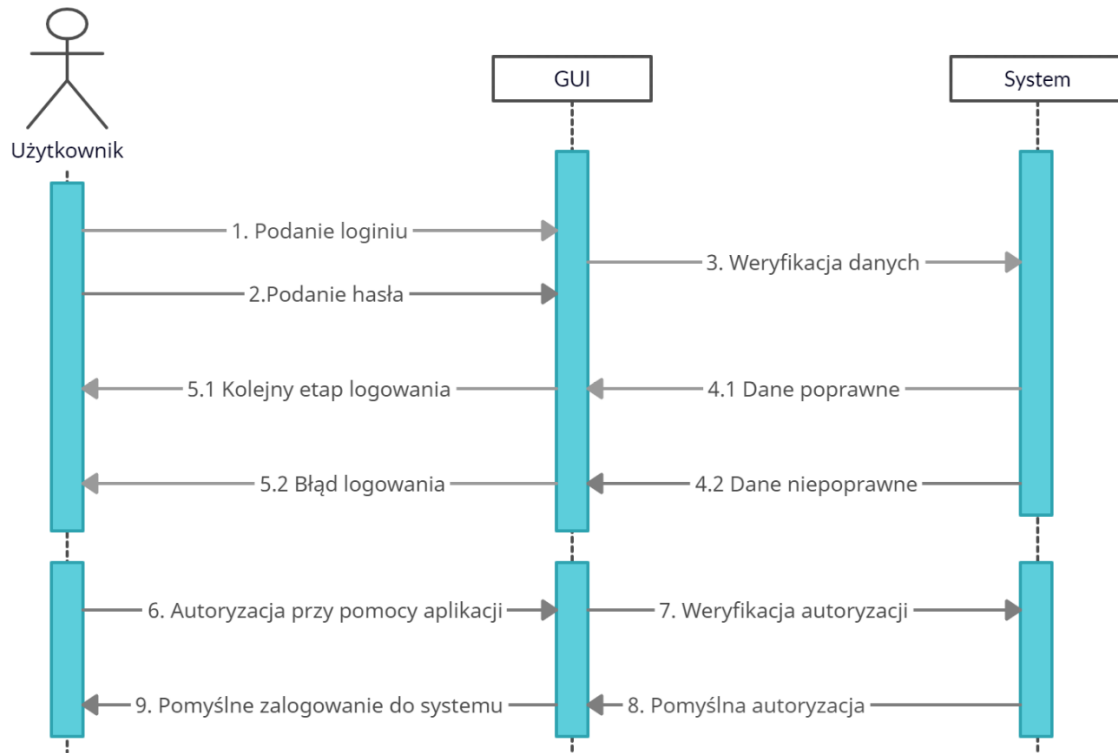 GUI
System
Użytkownik
1. Podanie loginiu
3. Weryfikacja danych
2.Podanie hasła
5.1 Kolejny etap logowania
4.1 Dane poprawne
5.2 Błąd logowania
4.2 Dane niepoprawne
6. Autoryzacja przy pomocy aplikacji
7. Weryfikacja autoryzacji
9. Pomyślne zalogowanie do systemu
8. Pomyślna autoryzacja